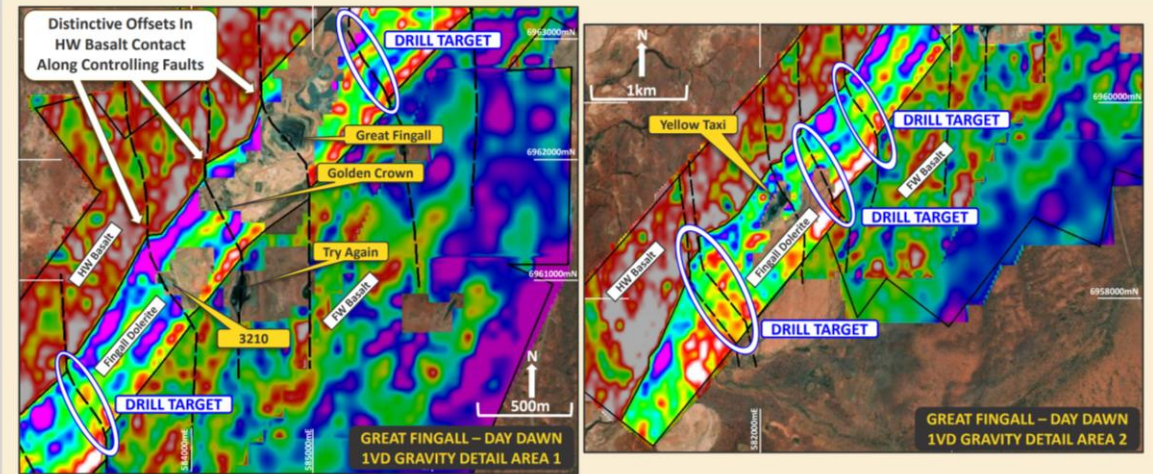 Distinctive Offsets In
HW Basalt Contact
Along Controlling Faults
DRILL TARGET
6963000mN
Great Fingall
6962000mN
Golden Crown
HW Basalt
Try Again
6961000mN
FW Basalt
Fingall Dolerite
3210
N
DRILL TARGET
500m
584000mE
585000mE
GREAT FINGALL – DAY DAWN
1VD GRAVITY DETAIL AREA 1
N
1km
6960000mN
Yellow Taxi
DRILL TARGET
FW Basalt
DRILL TARGET
Fingall Dolerite
HW Basalt
6958000mN
DRILL TARGET
582000mE
GREAT FINGALL – DAY DAWN
1VD GRAVITY DETAIL AREA 2